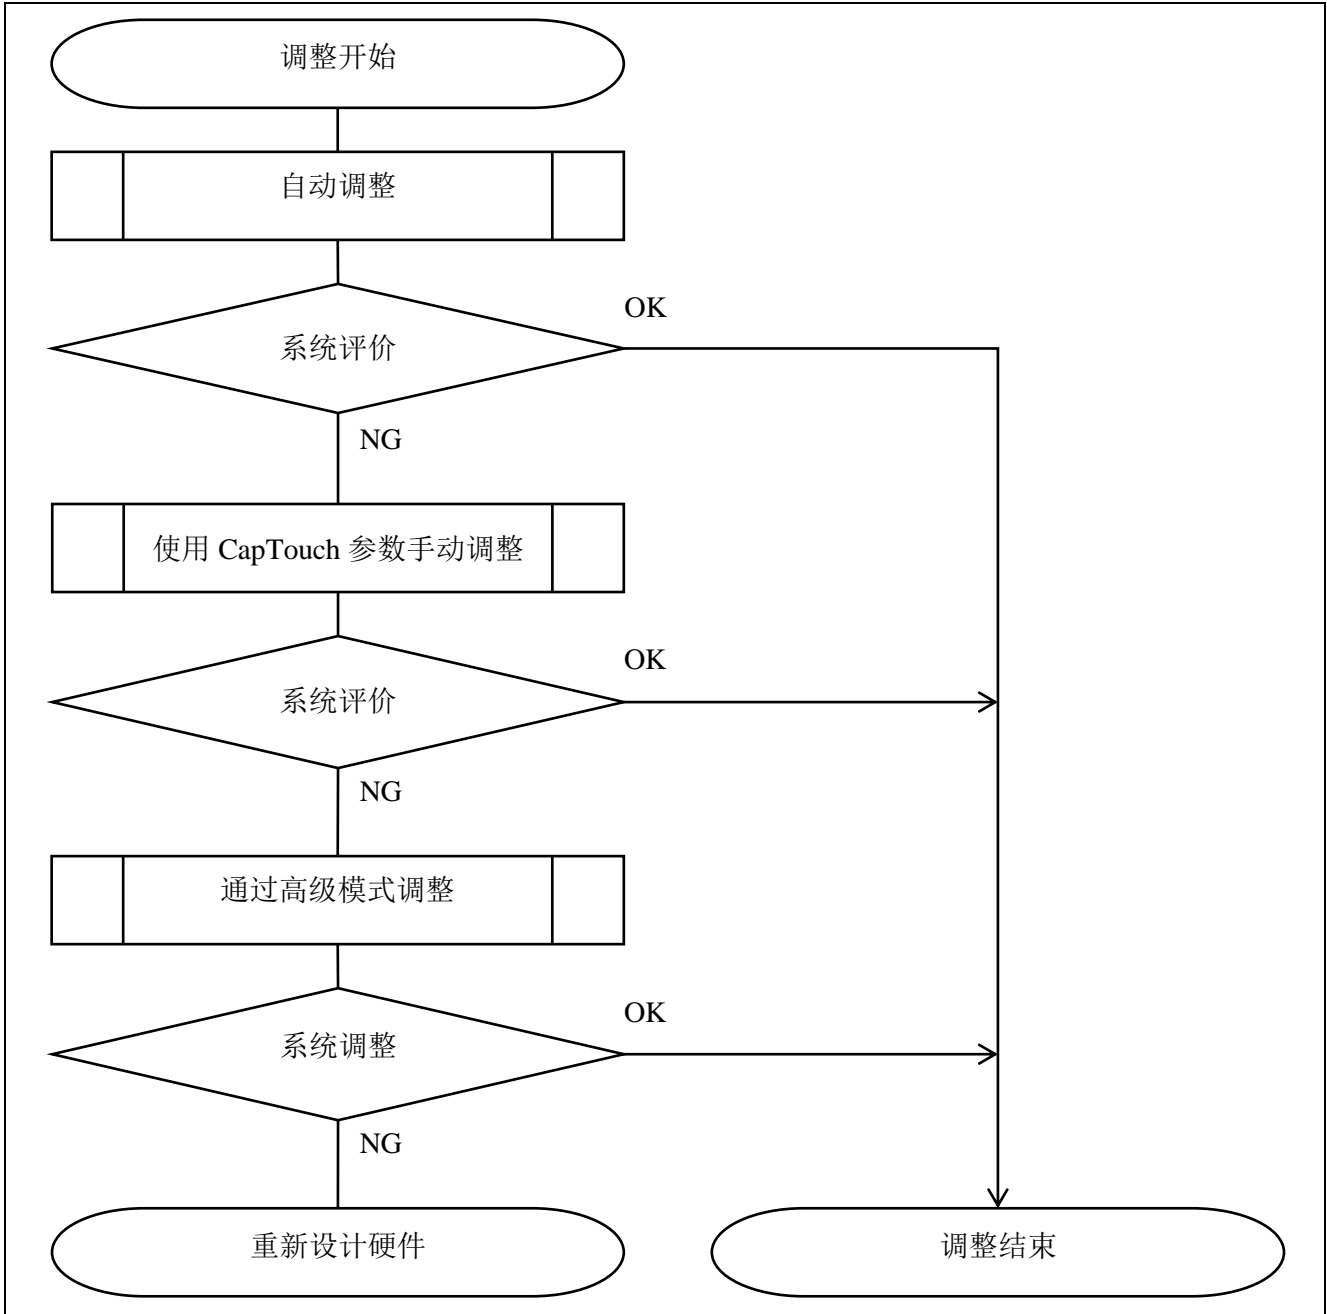 调整开始
自动调整
系统评价
OK
NG
使用 CapTouch 参数手动调整
系统评价
OK
NG
通过高级模式调整
系统调整
OK
NG
重新设计硬件
调整结束